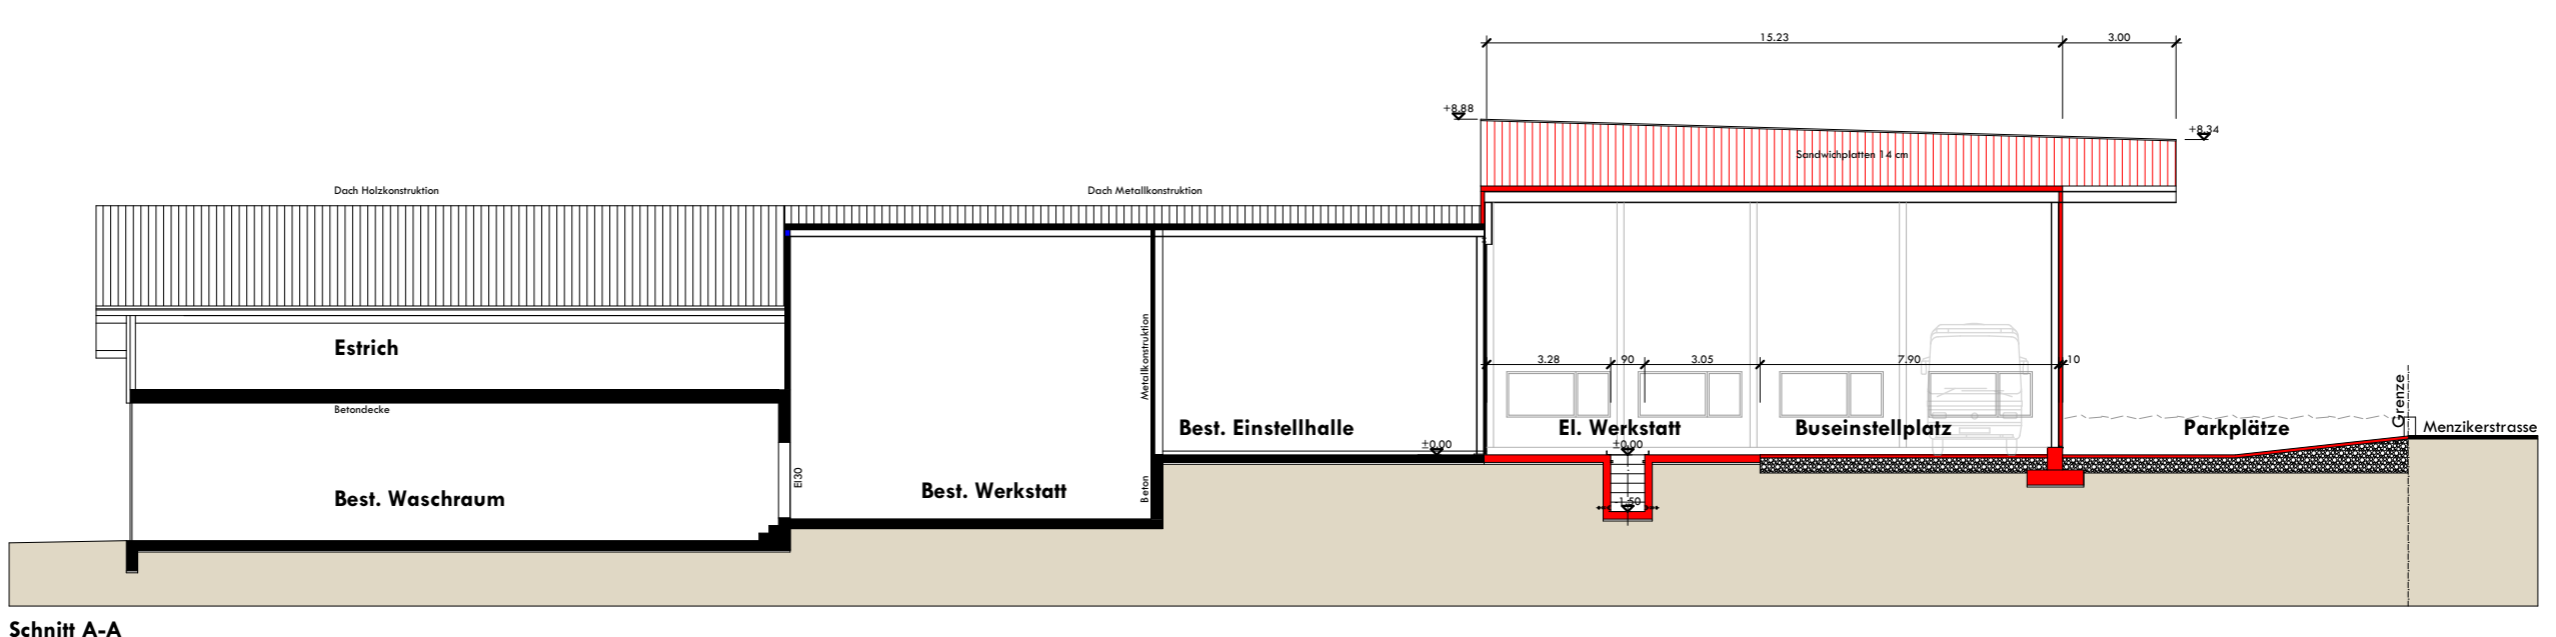 15.23
3.00
+8.88
+8.34
Sandwichplatten 14 cm
Dach Holzkonstruktion
Dach Metallkonstruktion
Metallkonstruktion
Estrich
3.28
90
3.05
7.90
10
Grenze
Betondecke
Best. Einstellhalle
±0.00
El. Werkstatt
±0.00
Buseinstellplatz
Parkplätze
Menzikerstrasse
EI30
Best. Waschraum
Best. Werkstatt
Beton
-1.50
Schnitt A-A